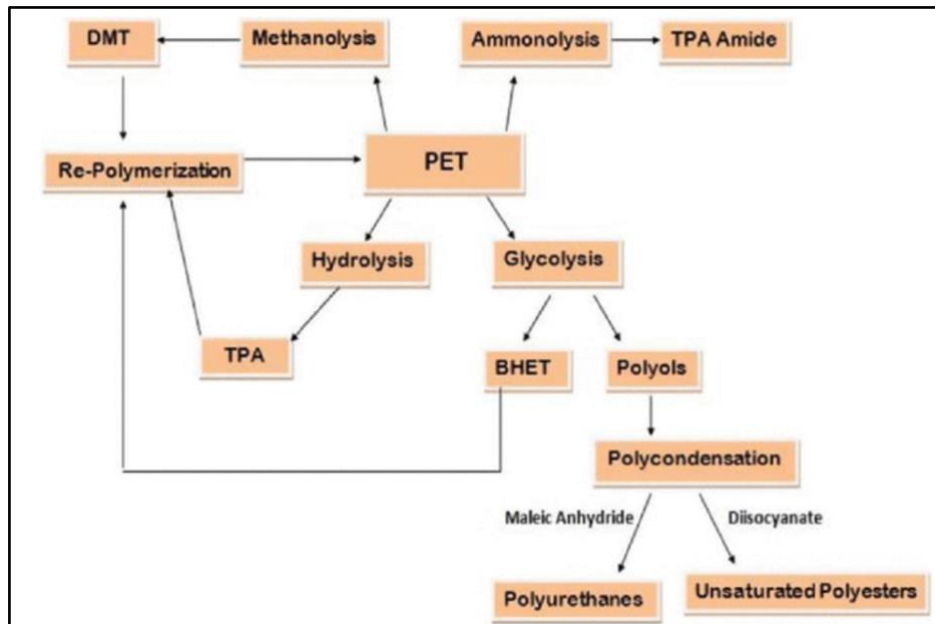 DMT
Methanolysis
Ammonolysis
TPA Amide
Re-Polymerization
PET
Hydrolysis
Glycolysis
TPA
BHET
Polyols
Polycondensation
Maleic Anhydride
Diisocyanate
Polyurethanes
Unsaturated Polyesters